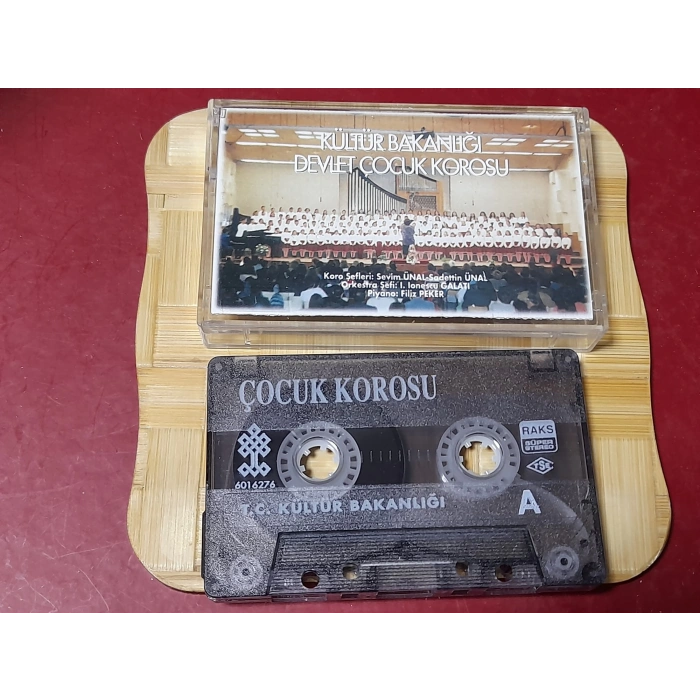 KÜLTÜR BAKANLIĞI
DEVLET ÇOCUK KOROSU
Koro Şefleri: Sevim ÜNAL-Sadettin ÜNAL
Orkestra Şefi: I. Ionescu GALATI
Piyano: Filiz PEKER
ÇOCUK KOROSU
RAKS
SÜPER
STEREO
TSE
6016276
T.C. KÜLTÜR BAKANLIĞI
A